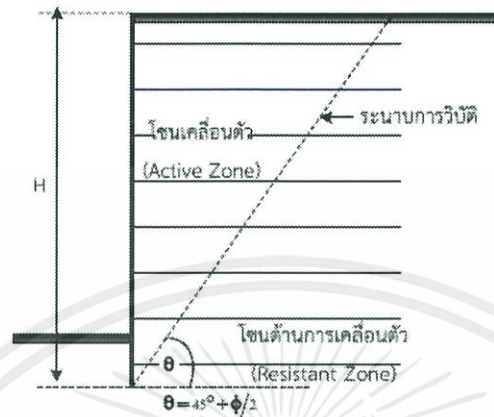 H
โซนเคลื่อนตัว
(Active Zone)
ระนาบการวิบัติ
โซนต้านการเคลื่อนตัว
(Resistant Zone)
θ
θ=45°+ϕ/2